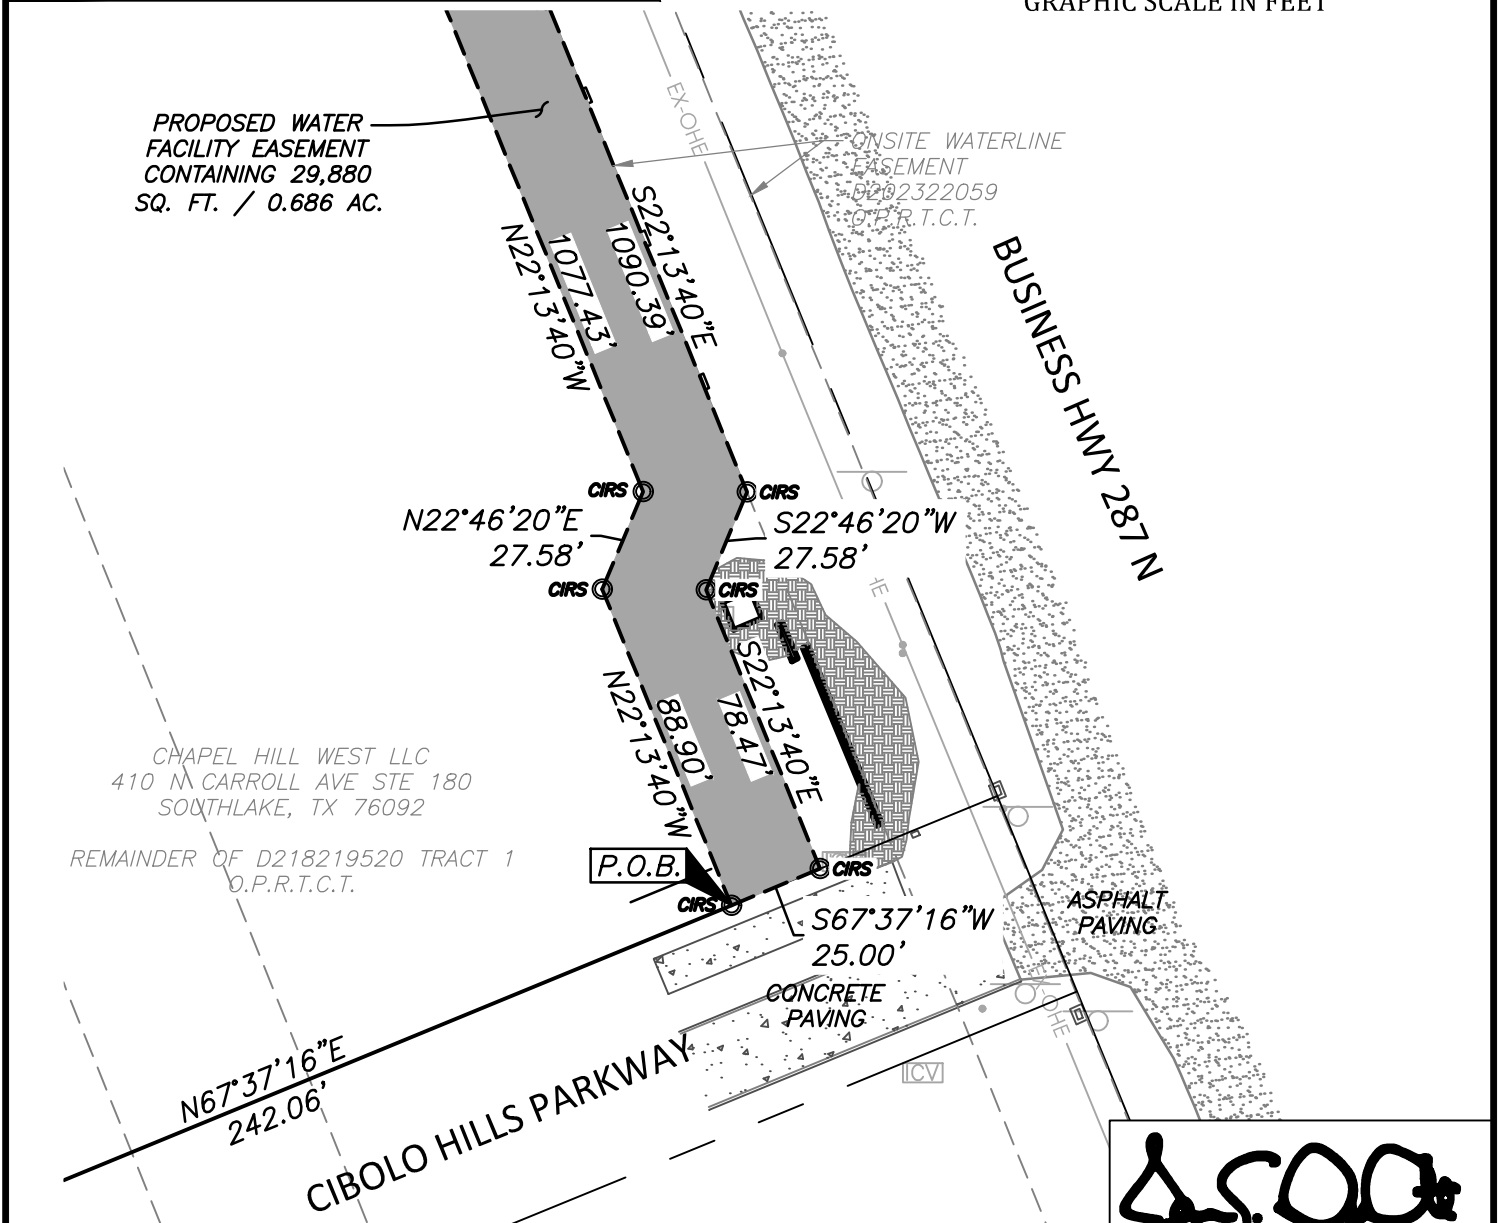 GRAPHIC SCALE IN FEET
PROPOSED WATER
FACILITY EASEMENT
CONTAINING 29,880
SQ. FT. / 0.686 AC.
EX-OHE
ONSITE WATERLINE
EASEMENT
D202322059
O.P.R.T.C.T.
N22°13'40"W
1077.43'
1090.39'
S22°13'40"E
BUSINESS HWY 287 N
CIRS
CIRS
N22°46'20"E
27.58'
S22°46'20"W
27.58'
CIRS
CIRS
HE
N22°13'40"W
88.90'
78.47'
S22°13'40"E
CHAPEL HILL WEST LLC
410 N CARROLL AVE STE 180
SOUTHLAKE, TX 76092
REMAINDER OF D218219520 TRACT 1
O.P.R.T.C.T.
P.O.B.
CIRS
CIRS
S67°37'16"W
25.00'
ASPHALT
PAVING
CONCRETE
PAVING
EX-OHE
ICV
N67°37'16"E
242.06'
CIBOLO HILLS PARKWAY